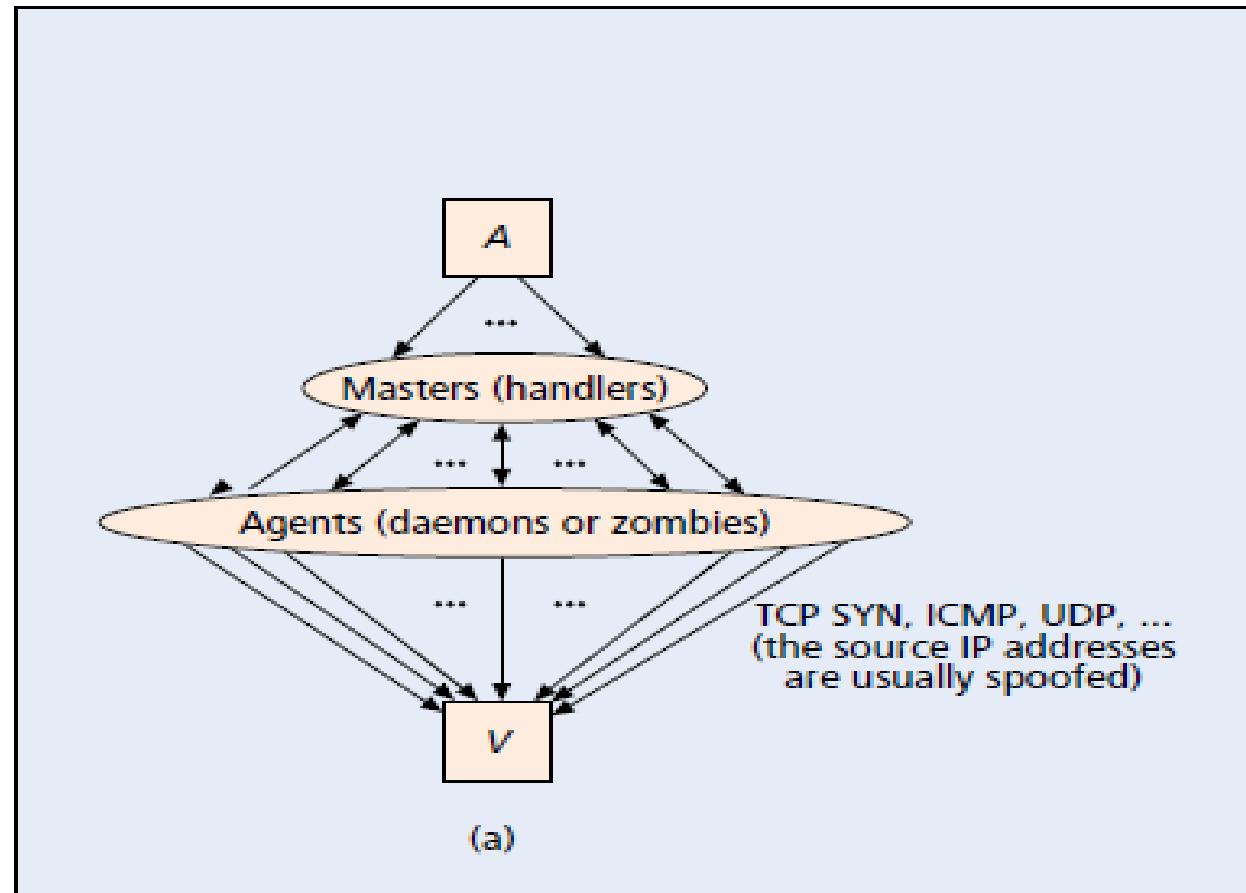 A
...
Masters (handlers)
... ...
Agents (daemons or zombies)
... ...
TCP SYN, ICMP, UDP, ...
(the source IP addresses
are usually spoofed)
V
(a)